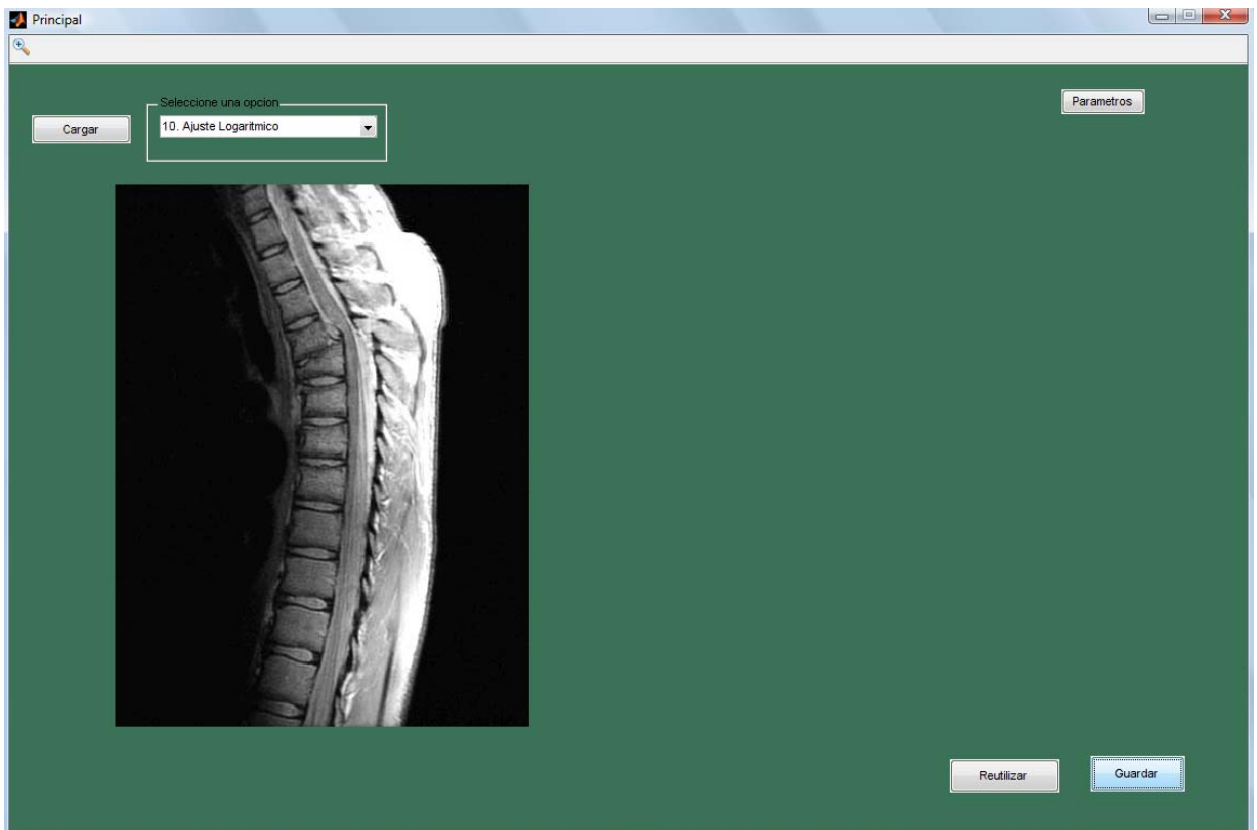 Principal
Seleccione una opcion
Parametros
Cargar
10. Ajuste Logaritmico
Reutilizar
Guardar